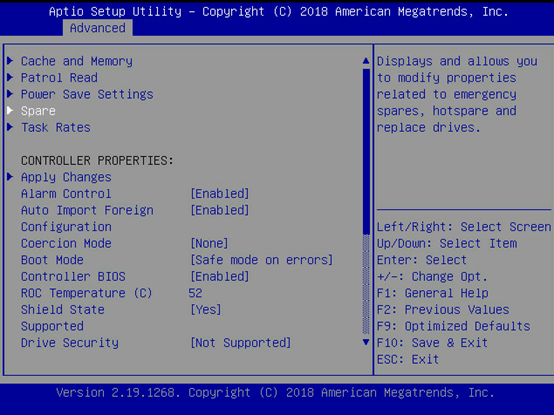 Aptio Setup Utility – Copyright (C) 2018 American Megatrends, Inc.
Advanced
Cache and Memory
Patrol Read
Power Save Settings
Spare
Task Rates
CONTROLLER PROPERTIES:
Apply Changes
Alarm Control [Enabled]
Auto Import Foreign [Enabled]
Configuration
Coercion Mode [None]
Boot Mode [Safe mode on errors]
Controller BIOS [Enabled]
ROC Temperature (C) 52
Shield State [Yes]
Supported
Drive Security [Not Supported]
Displays and allows you
to modify properties
related to emergency
spares, hotspare and
replace drives.
Left/Right: Select Screen
Up/Down: Select Item
Enter: Select
+/-: Change Opt.
F1: General Help
F2: Previous Values
F9: Optimized Defaults
F10: Save & Exit
ESC: Exit
Version 2.19.1268. Copyright (C) 2018 American Megatrends, Inc.